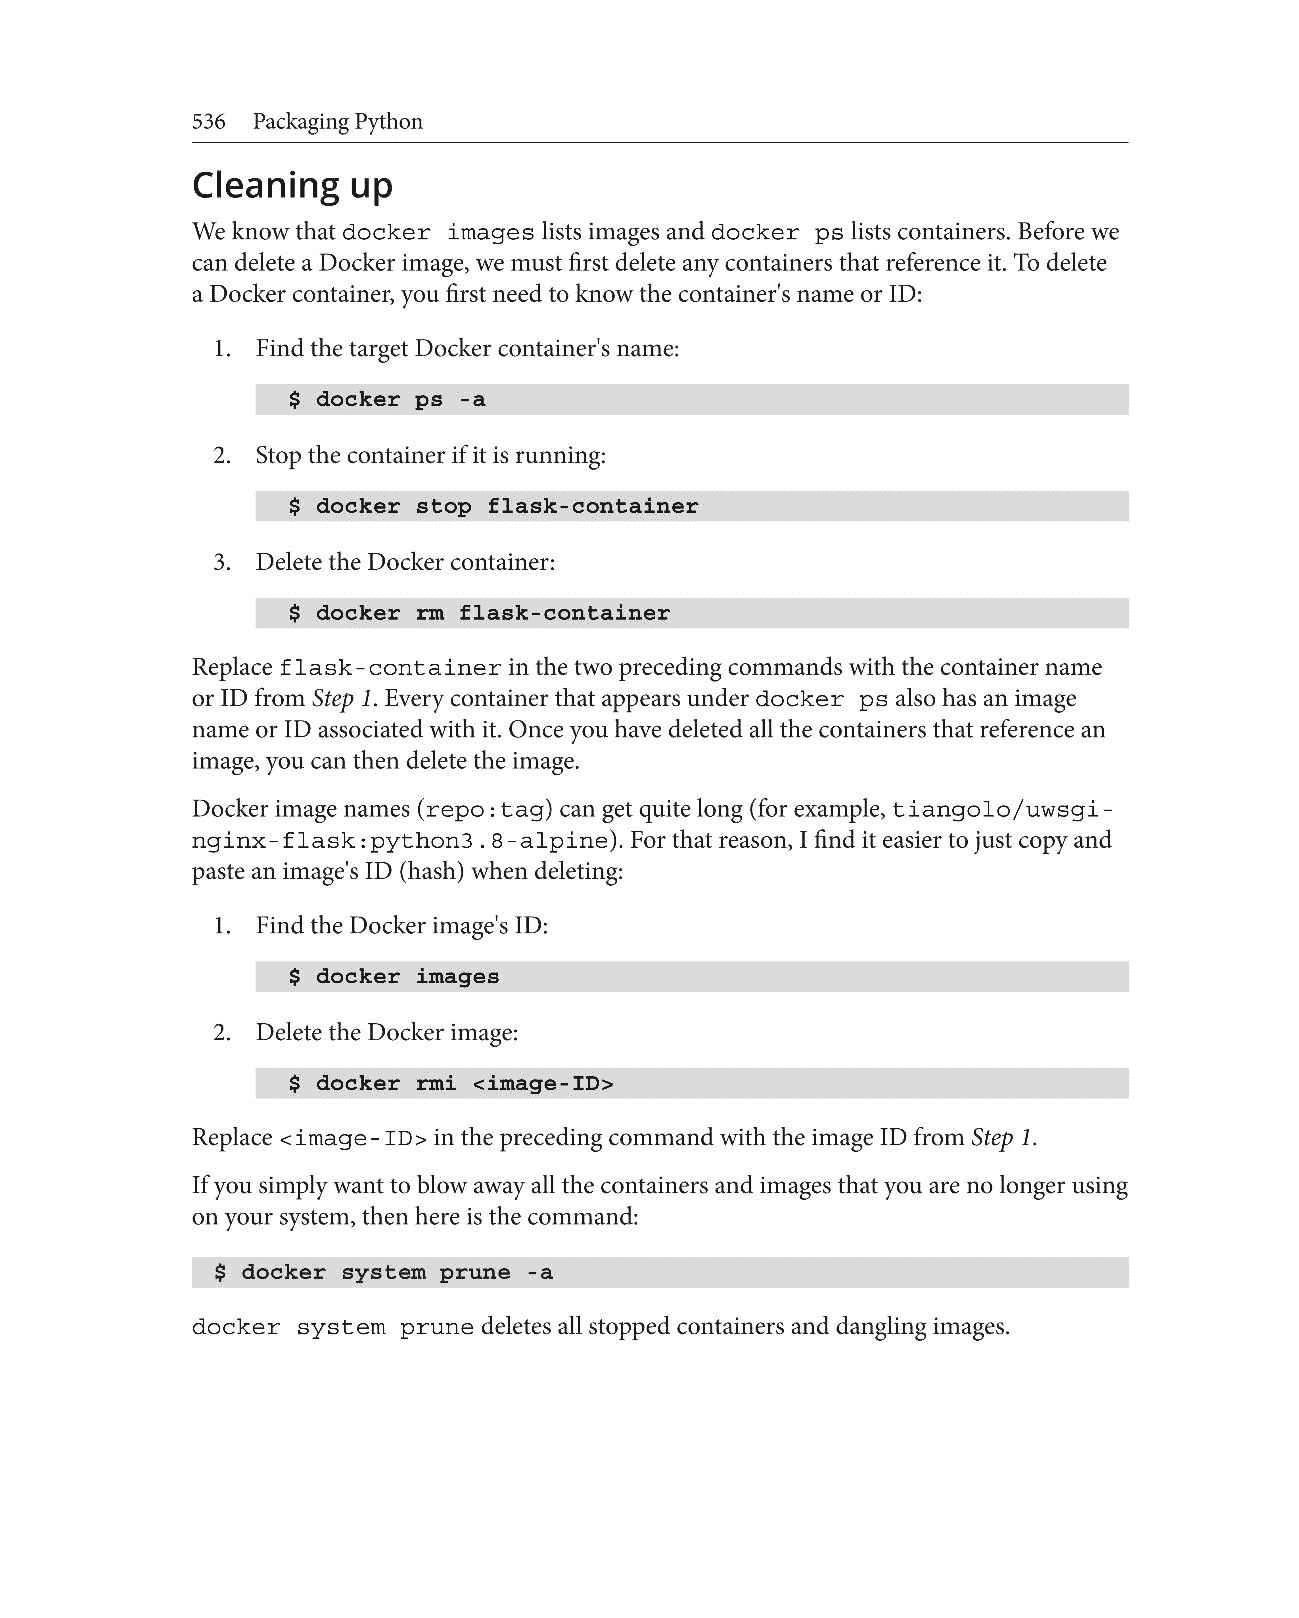 536 Packaging Python
Cleaning up
We know that docker images lists images and docker ps lists containers. Before we
can delete a Docker image, we must first delete any containers that reference it. To delete
a Docker container, you first need to know the container's name or ID:
1. Find the target Docker container's name:
$ docker ps -a
2. Stop the container if it is running:
$ docker stop flask-container
3. Delete the Docker container:
$ docker rm flask-container
Replace flask-container in the two preceding commands with the container name
or ID from Step 1. Every container that appears under docker ps also has an image
name or ID associated with it. Once you have deleted all the containers that reference an
image, you can then delete the image.
Docker image names (repo:tag) can get quite long (for example, tiangolo/uwsgi-
nginx-flask:python3.8-alpine). For that reason, I find it easier to just copy and
paste an image's ID (hash) when deleting:
1. Find the Docker image's ID:
$ docker images
2. Delete the Docker image:
$ docker rmi <image-ID>
Replace <image-ID> in the preceding command with the image ID from Step 1.
If you simply want to blow away all the containers and images that you are no longer using
on your system, then here is the command:
$ docker system prune -a
docker system prune deletes all stopped containers and dangling images.